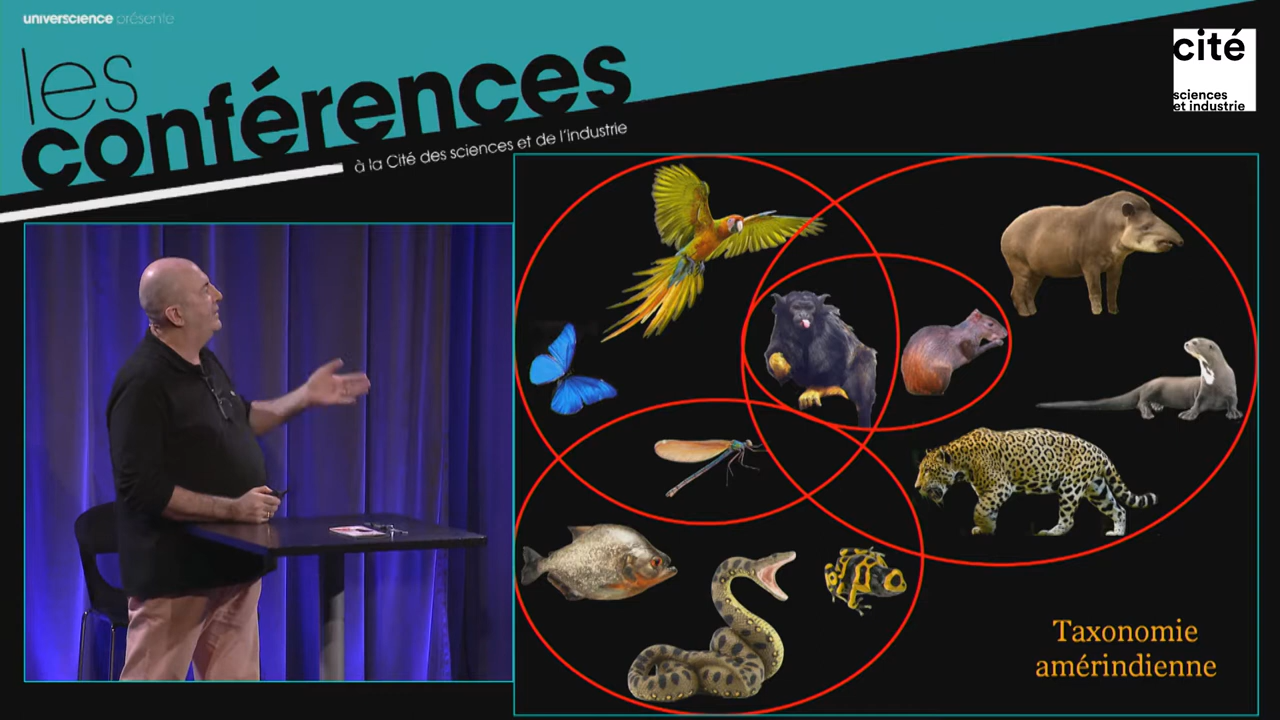 universcience présente
les
conférences
à la Cité des sciences et de l'industrie
cité
sciences
et industrie
Taxonomie
amérindienne